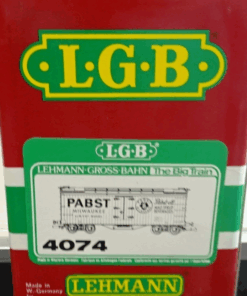 L·G·B
L·G·B
LEHMANN-GROSS-BAHN The Big Train
PABST
MILWAUKEE
4074
Made in
W. Germany
LEHMANN